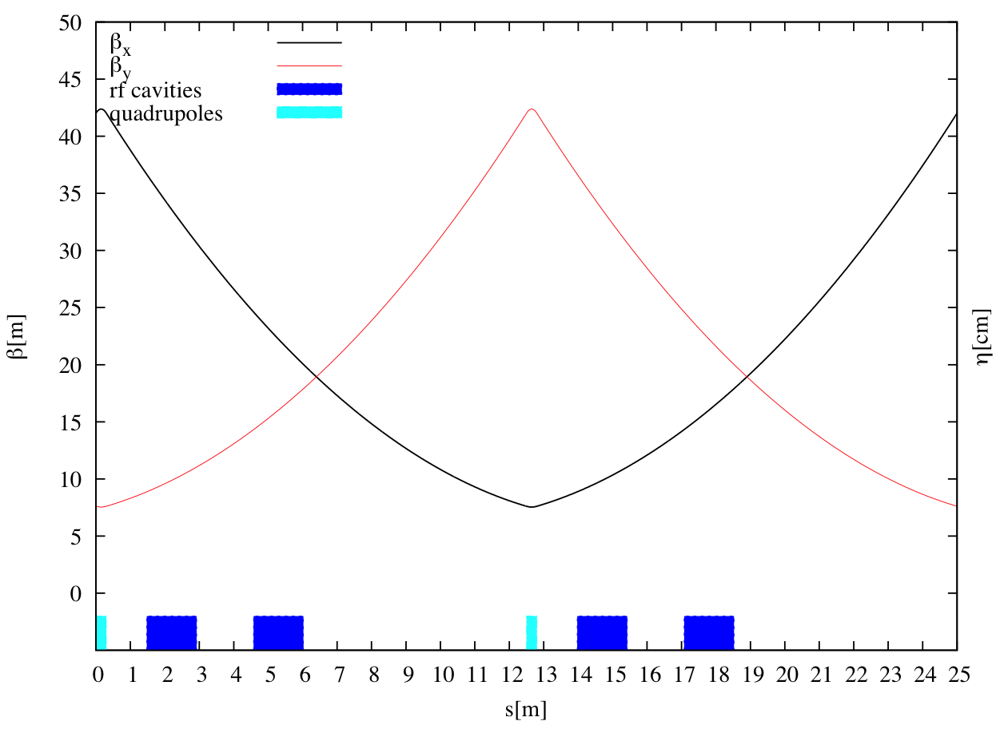 50
45
40
35
30
25
20
15
10
5
0
β[m]
βx
βy
rf cavities
quadrupoles
η[cm]
0 1 2 3 4 5 6 7 8 9 10 11 12 13 14 15 16 17 18 19 20 21 22 23 24 25
s[m]